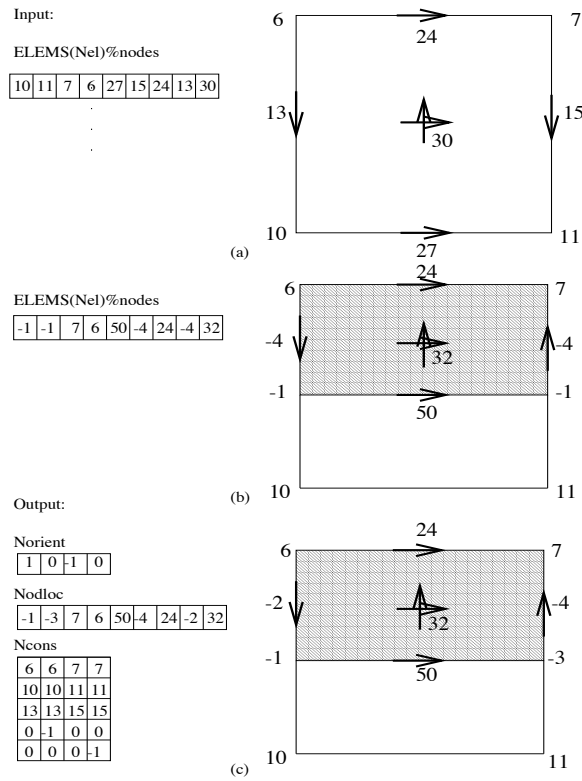 Input:
ELEMS(Nel)%nodes
10 11 7 6 27 15 24 13 30
6 7
24
13 15
30
10 11
27
(a)
ELEMS(Nel)%nodes
-1 -1 7 6 50 -4 24 -4 32
24
6 7
-4 -4
32
-1 -1
50
10 11
(b)
Output:
Norient
1 0 -1 0
Nodloc
-1 -3 7 6 50 -4 24 -2 32
Ncons
6 6 7 7
10 10 11 11
13 13 15 15
0 -1 0 0
0 0 0 -1
24
6 7
-2 -4
32
-1 -3
50
10 11
(c)